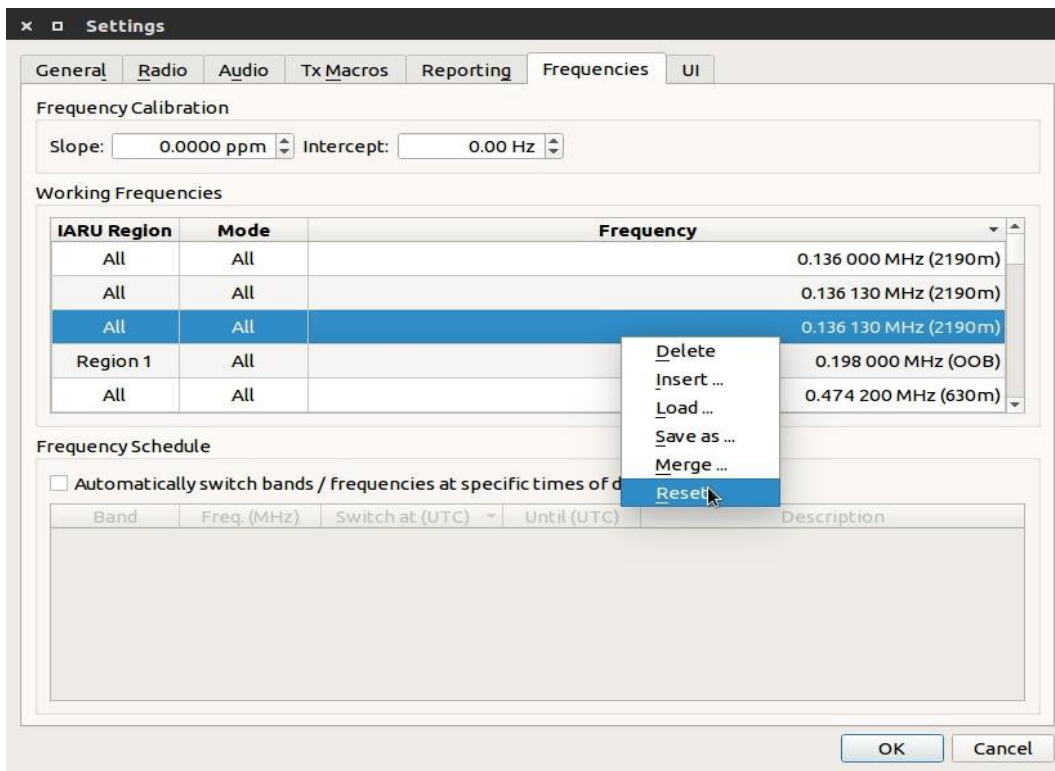 Settings
General Radio Audio Tx Macros Reporting Frequencies UI
Frequency Calibration
Slope: 0.0000 ppm Intercept: 0.00 Hz
Working Frequencies
IARU Region Mode Frequency
All All 0.136 000 MHz (2190m)
All All 0.136 130 MHz (2190m)
All All 0.136 130 MHz (2190m)
Region 1 All 0.198 000 MHz (OOB)
All All 0.474 200 MHz (630m)
Delete
Insert ...
Load ...
Save as ...
Merge ...
Reset
Frequency Schedule
Automatically switch bands / frequencies at specific times of d
Band Freq. (MHz) Switch at (UTC) Until (UTC) Description
OK Cancel